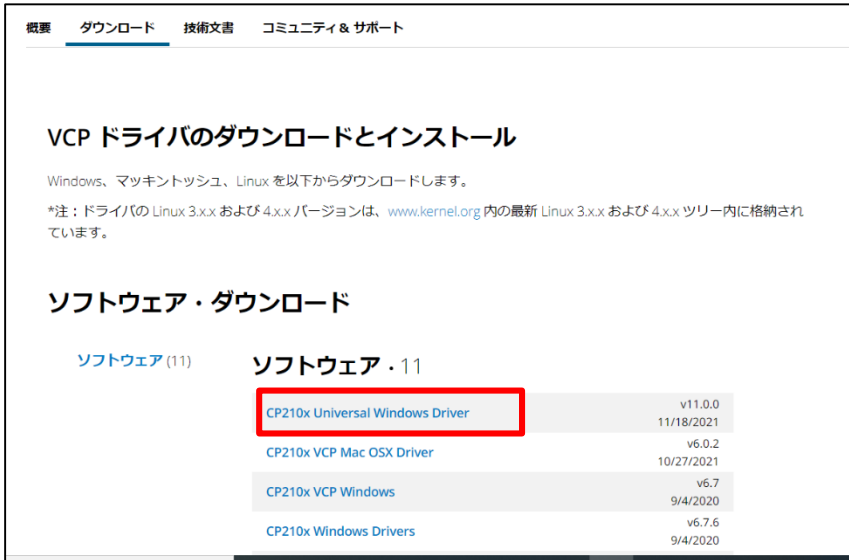 概要 ダウンロード 技術文書 コミュニティ & サポート
VCP ドライバのダウンロードとインストール
Windows、マッキントッシュ、Linux を以下からダウンロードします。
*注：ドライバの Linux 3.x.x および 4.x.x バージョンは、www.kernel.org 内の最新 Linux 3.x.x および 4.x.x ツリー内に格納され
ています。
ソフトウェア・ダウンロード
ソフトウェア (11)
ソフトウェア · 11
CP210x Universal Windows Driver v11.0.0
11/18/2021
CP210x VCP Mac OSX Driver v6.0.2
10/27/2021
CP210x VCP Windows v6.7
9/4/2020
CP210x Windows Drivers v6.7.6
9/4/2020